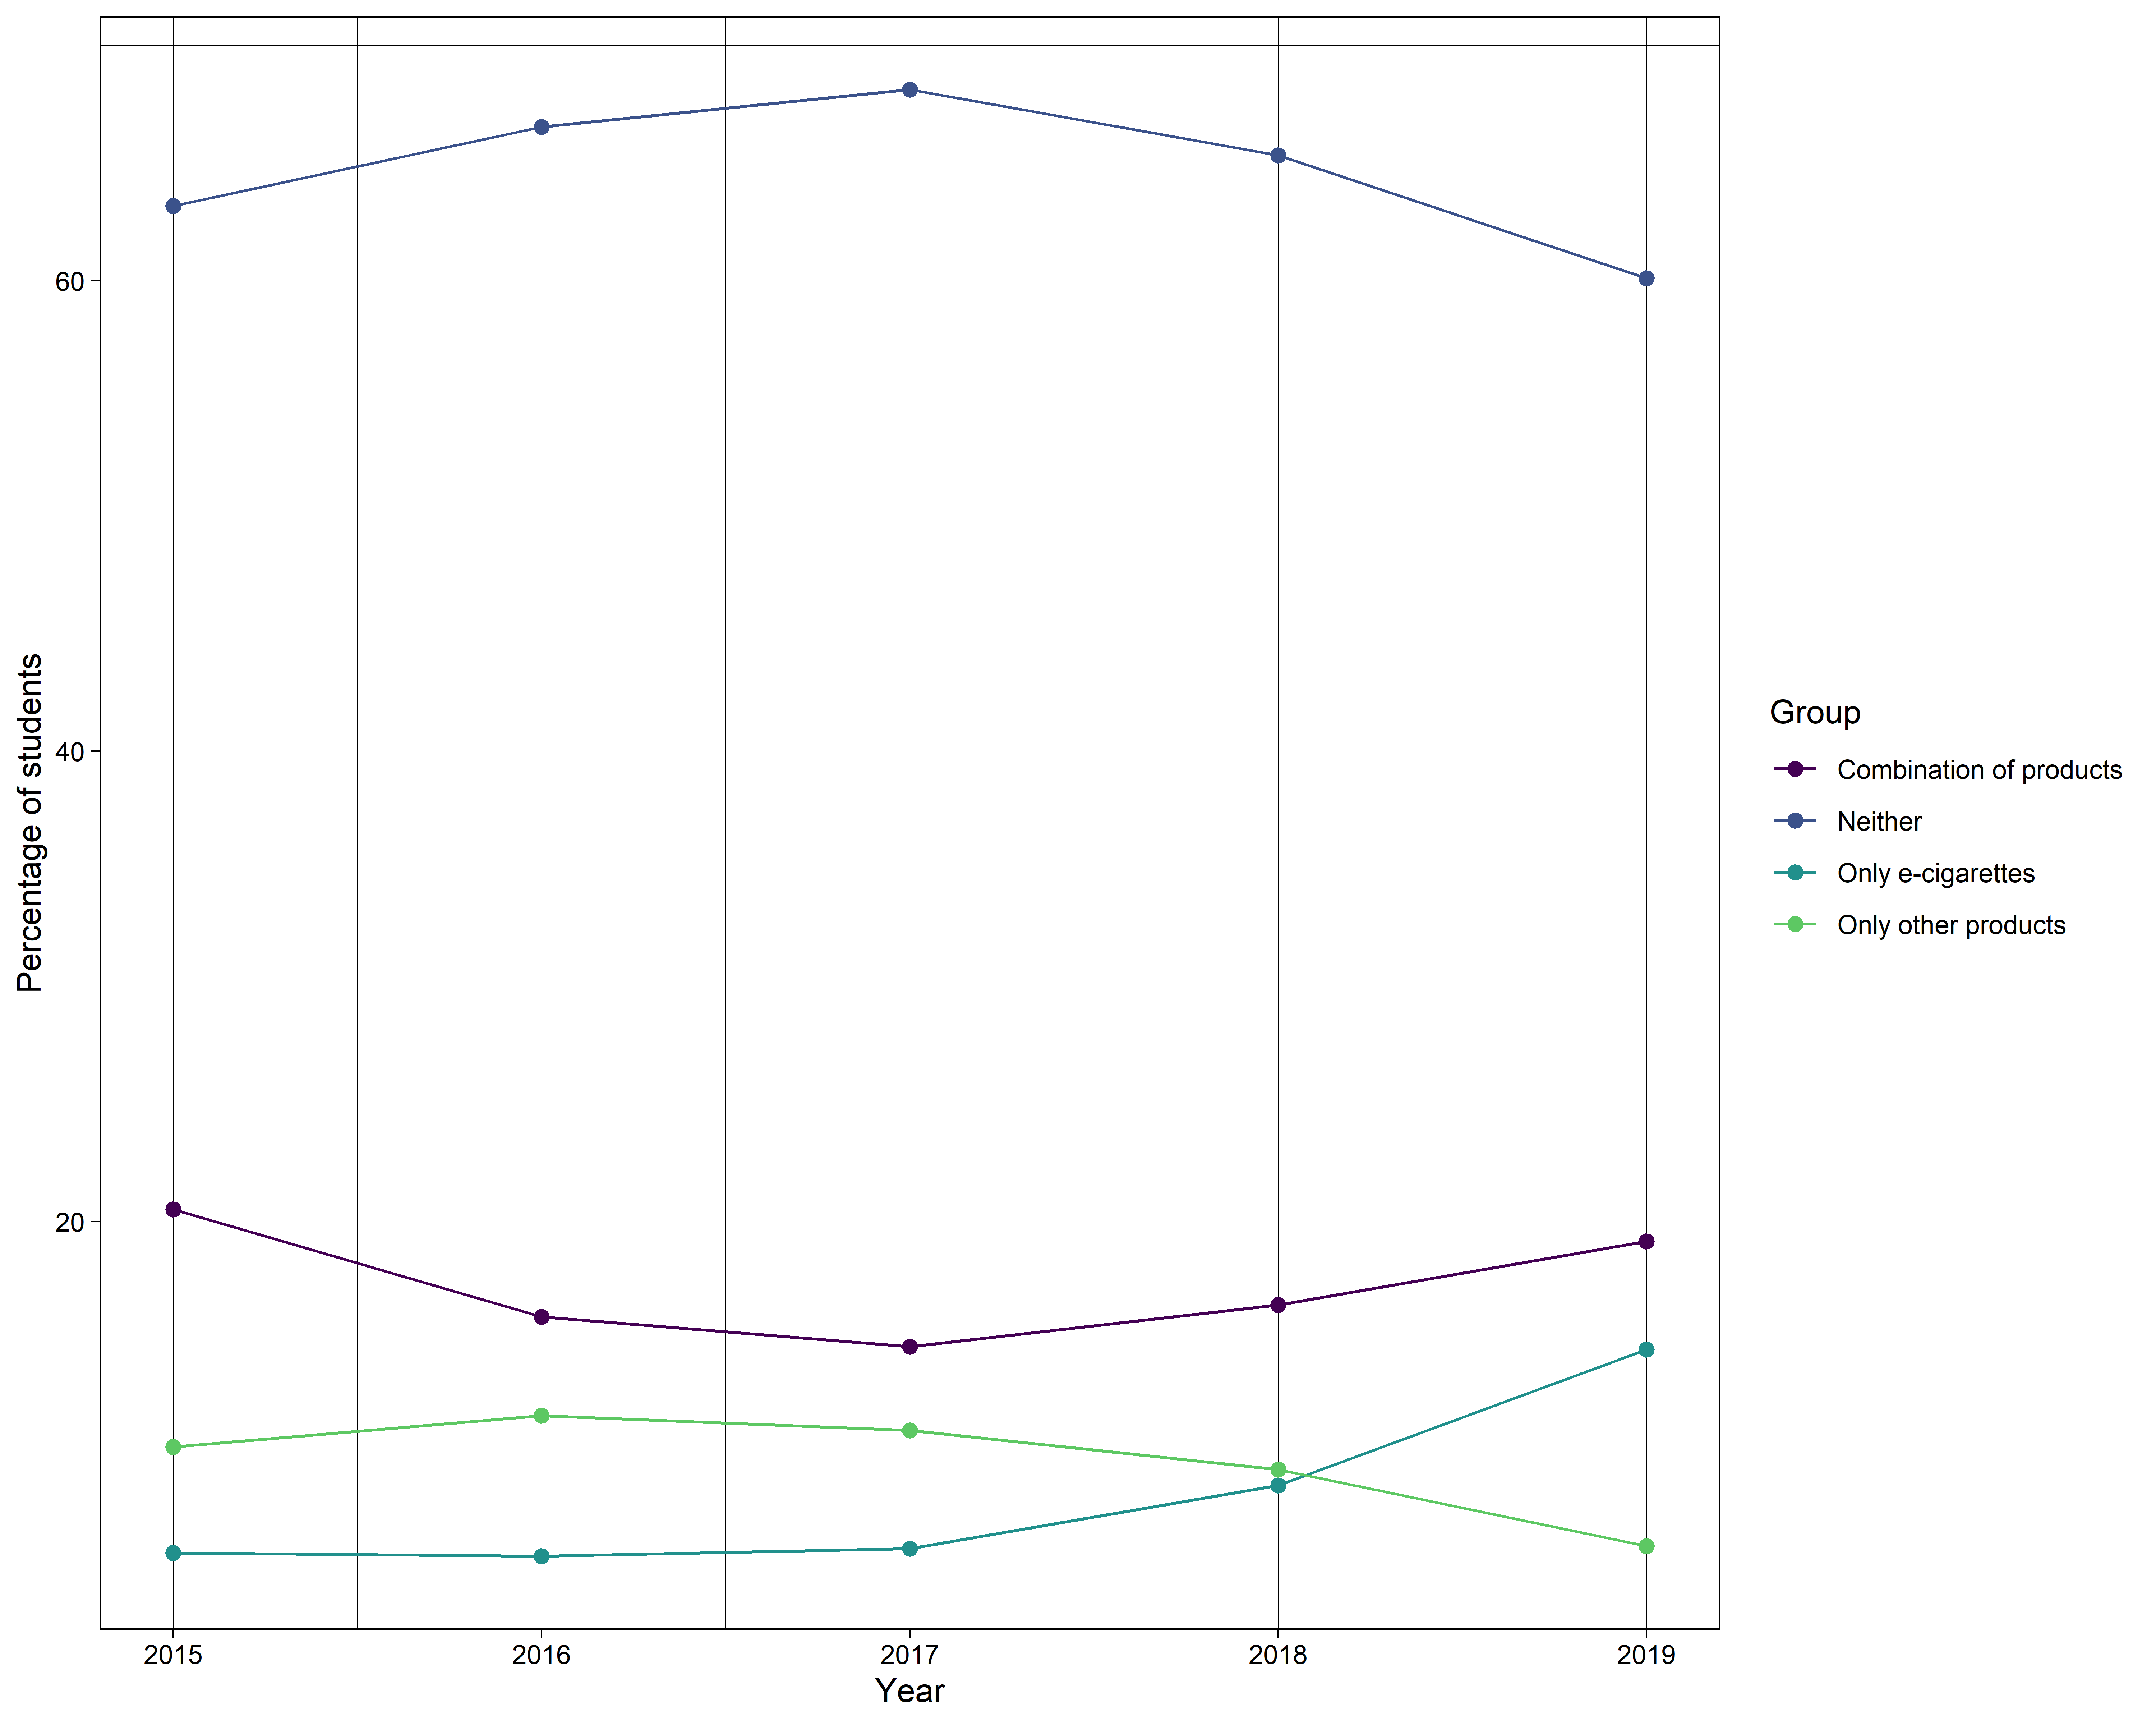 Percentage of students
60
40
20
2015
2016
2017
2018
2019
Year
Group
Combination of products
Neither
Only e-cigarettes
Only other products